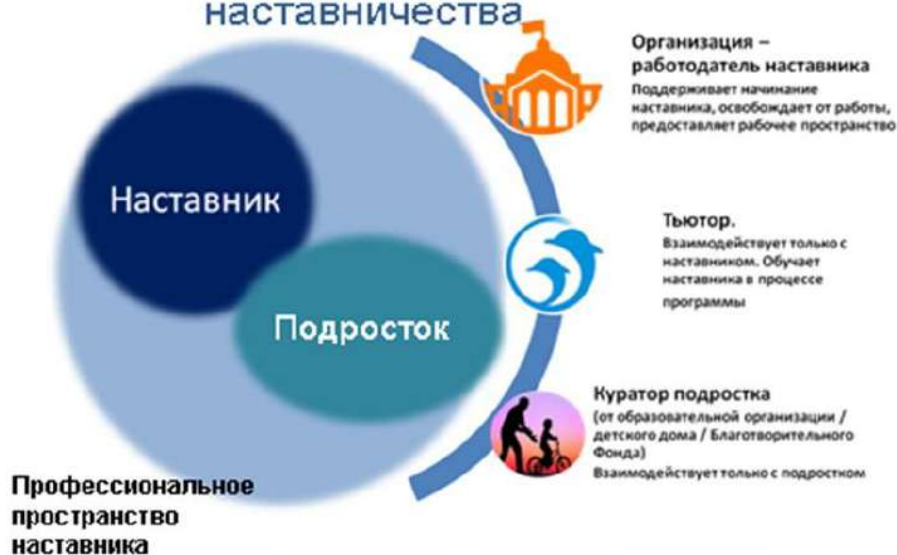 наставничества
Организация –
работодатель наставника
Поддерживает начинание
наставника, освобождает от работы,
предоставляет рабочее пространство
Наставник
Тьютор.
Взаимодействует только с
наставником. Обучает
наставника в процессе
программы
Подросток
Куратор подростка
(от образовательной организации /
детского дома / Благотворительного
Фонда)
Взаимодействует только с подростком
Профессиональное
пространство
наставника